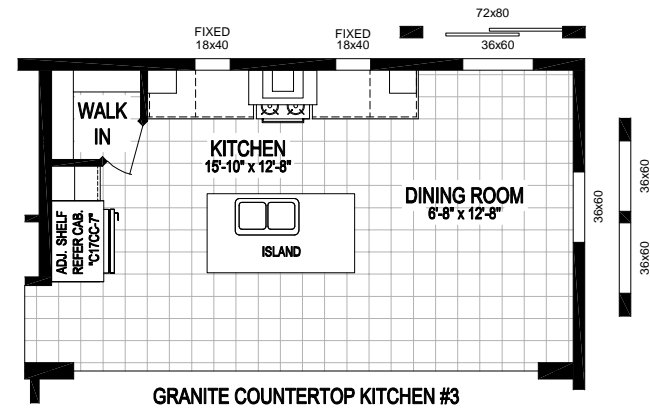 72x80
FIXED
18x40
FIXED
18x40
36x60
WALK
IN
KITCHEN
15'-10" x 12'-8"
DINING ROOM
6'-8" x 12'-8"
36x60
36x60
36x60
ADJ. SHELF
REFER CAB.
"C17CC-7"
ISLAND
GRANITE COUNTERTOP KITCHEN #3